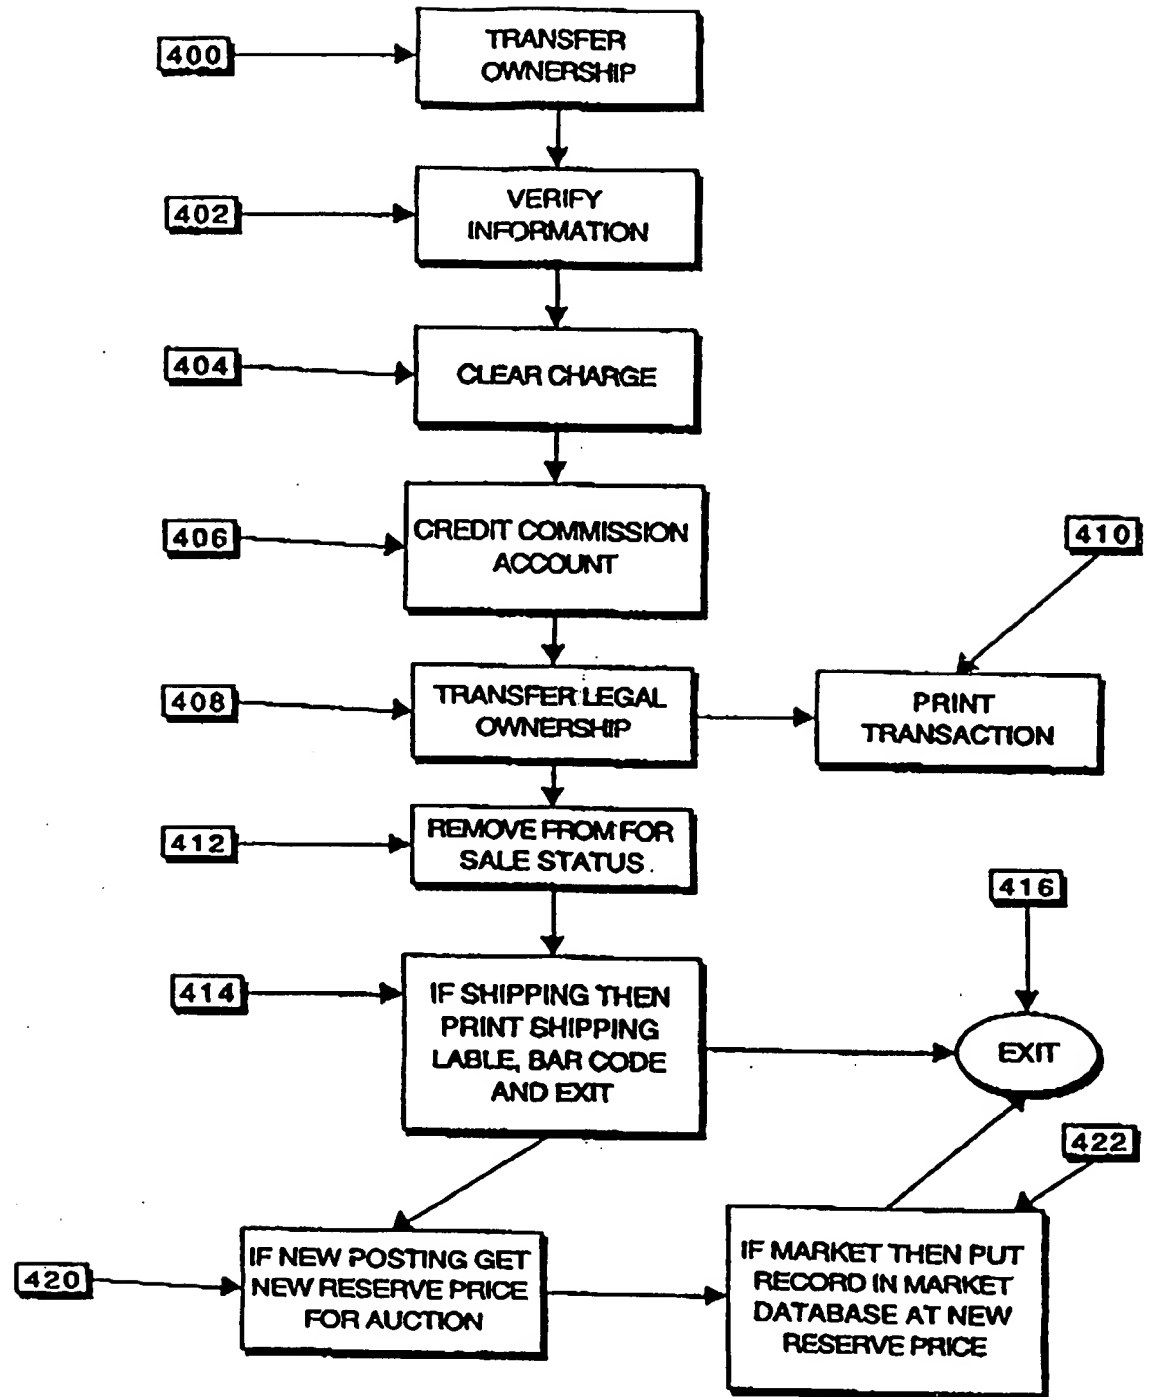 400
TRANSFER
OWNERSHIP
402
VERIFY
INFORMATION
404
CLEAR CHARGE
406
CREDIT COMMISSION
ACCOUNT
410
408
TRANSFER LEGAL
OWNERSHIP
PRINT
TRANSACTION
412
REMOVE FROM FOR
SALE STATUS
416
414
IF SHIPPING THEN
PRINT SHIPPING
LABLE, BAR CODE
AND EXIT
EXIT
422
420
IF NEW POSTING GET
NEW RESERVE PRICE
FOR AUCTION
IF MARKET THEN PUT
RECORD IN MARKET
DATABASE AT NEW
RESERVE PRICE